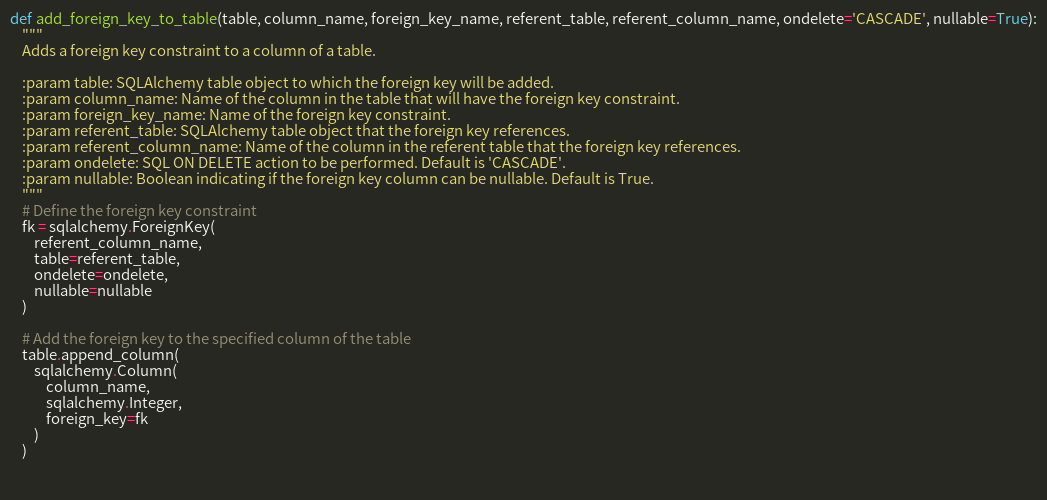 def add_foreign_key_to_table(table, column_name, foreign_key_name, referent_table, referent_column_name, ondelete='CASCADE', nullable=True):
    """
    Adds a foreign key constraint to a column of a table.

    :param table: SQLAlchemy table object to which the foreign key will be added.
    :param column_name: Name of the column in the table that will have the foreign key constraint.
    :param foreign_key_name: Name of the foreign key constraint.
    :param referent_table: SQLAlchemy table object that the foreign key references.
    :param referent_column_name: Name of the column in the referent table that the foreign key references.
    :param ondelete: SQL ON DELETE action to be performed. Default is 'CASCADE'.
    :param nullable: Boolean indicating if the foreign key column can be nullable. Default is True.
    """
    # Define the foreign key constraint
    fk = sqlalchemy.ForeignKey(
        referent_column_name,
        table=referent_table,
        ondelete=ondelete,
        nullable=nullable
    )

    # Add the foreign key to the specified column of the table
    table.append_column(
        sqlalchemy.Column(
            column_name,
            sqlalchemy.Integer,
            foreign_key=fk
        )
    )